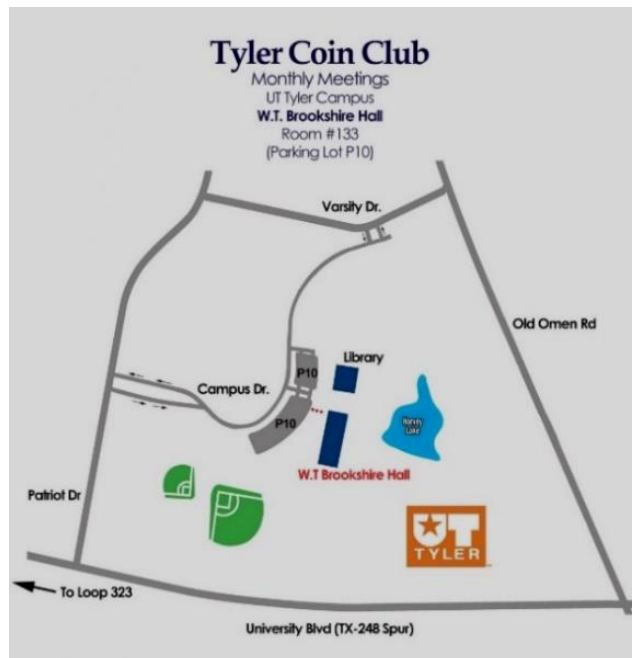 Tyler Coin Club
Monthly Meetings
UT Tyler Campus
W.T. Brookshire Hall
Room #133
(Parking Lot P10)
Varsity Dr.
Old Omen Rd
Library
P10
Campus Dr.
P10
Harvey
Lake
W.T Brookshire Hall
Patriot Dr
UT
TYLER
To Loop 323
University Blvd (TX-248 Spur)